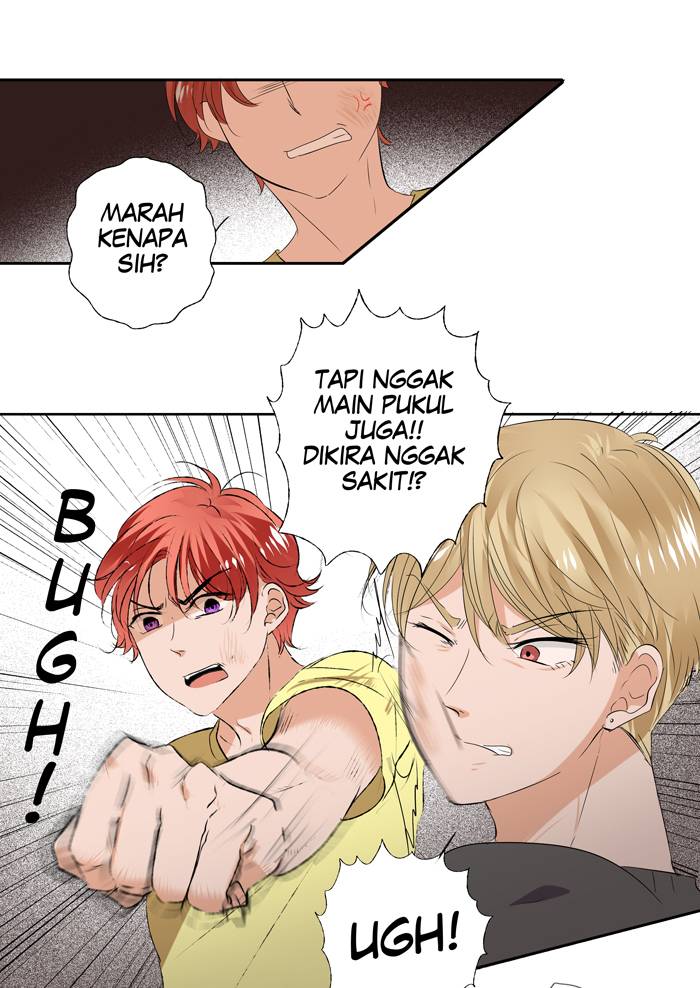 MARAH
KENAPA
SIH?
TAPI NGGAK
MAIN PUKUL
JUGA!!
DIKIRA NGGAK
SAKIT!?
BUGH!
UGH!